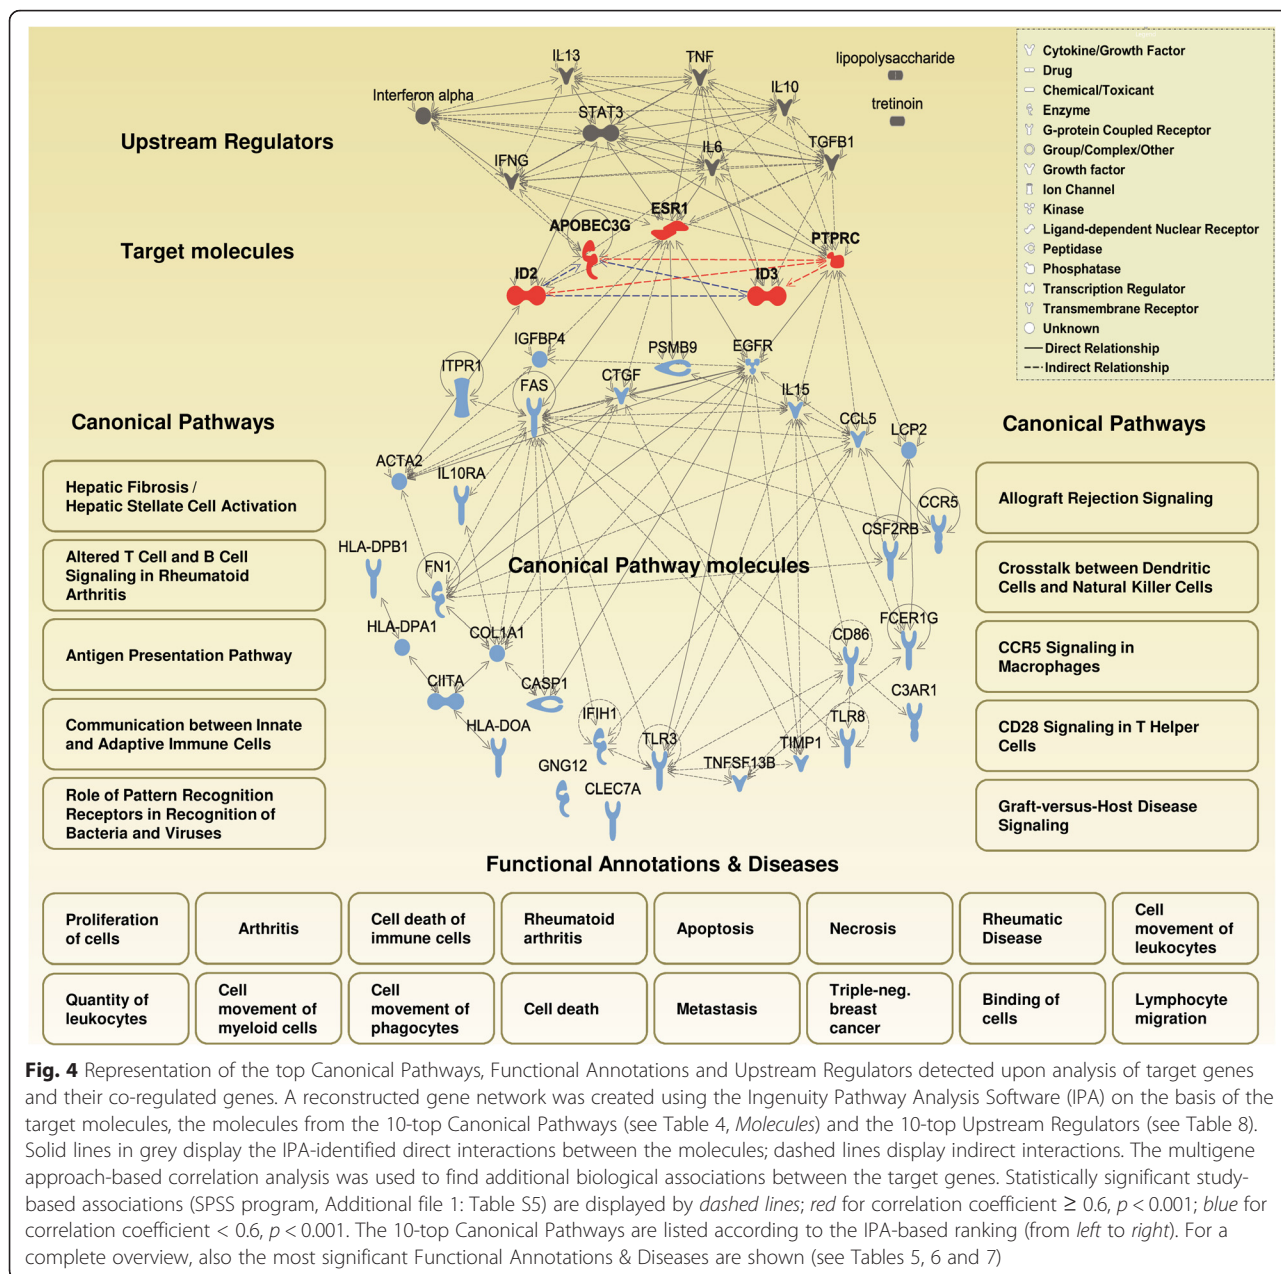 IL13
TNF
lipopolysaccharide
Interferon alpha
IL10
tretinoin
STAT3
Upstream Regulators
IL6
TGFB1
IFNG
Cytokine/Growth Factor
Drug
Chemical/Toxicant
Enzyme
G-protein Coupled Receptor
Group/Complex/Other
Growth factor
Ion Channel
Kinase
Ligand-dependent Nuclear Receptor
Peptidase
Phosphatase
Transcription Regulator
Transmembrane Receptor
Unknown
Direct Relationship
Indirect Relationship
ESR1
APOBEC3G
PTPRC
Target molecules
ID2
ID3
IGFBP4
PSMB9
EGFR
ITPR1
CTGF
FAS
IL15
CCL5
LCP2
ACTA2
IL10RA
CCR5
CSF2RB
HLA-DPB1
FN1
Canonical Pathway molecules
HLA-DPA1
COL1A1
CD86
FCER1G
CIITA
CASP1
C3AR1
HLA-DOA
IFIH1
TLR8
TLR3
TIMP1
GNG12
TNFSF13B
CLEC7A
Canonical Pathways
Hepatic Fibrosis /
Hepatic Stellate Cell Activation
Altered T Cell and B Cell
Signaling in Rheumatoid
Arthritis
Antigen Presentation Pathway
Communication between Innate
and Adaptive Immune Cells
Role of Pattern Recognition
Receptors in Recognition of
Bacteria and Viruses
Canonical Pathways
Allograft Rejection Signaling
Crosstalk between Dendritic
Cells and Natural Killer Cells
CCR5 Signaling in
Macrophages
CD28 Signaling in T Helper
Cells
Graft-versus-Host Disease
Signaling
Functional Annotations & Diseases
Proliferation
of cells
Arthritis
Cell death of
immune cells
Rheumatoid
arthritis
Apoptosis
Necrosis
Rheumatic
Disease
Cell
movement of
leukocytes
Quantity of
leukocytes
Cell
movement of
myeloid cells
Cell
movement of
phagocytes
Cell death
Metastasis
Triple-neg.
breast
cancer
Binding of
cells
Lymphocyte
migration
Fig. 4 Representation of the top Canonical Pathways, Functional Annotations and Upstream Regulators detected upon analysis of target genes
and their co-regulated genes. A reconstructed gene network was created using the Ingenuity Pathway Analysis Software (IPA) on the basis of the
target molecules, the molecules from the 10-top Canonical Pathways (see Table 4, Molecules) and the 10-top Upstream Regulators (see Table 8).
Solid lines in grey display the IPA-identified direct interactions between the molecules; dashed lines display indirect interactions. The multigene
approach-based correlation analysis was used to find additional biological associations between the target genes. Statistically significant study-
based associations (SPSS program, Additional file 1: Table S5) are displayed by dashed lines; red for correlation coefficient ≥ 0.6, p < 0.001; blue for
correlation coefficient < 0.6, p < 0.001. The 10-top Canonical Pathways are listed according to the IPA-based ranking (from left to right). For a
complete overview, also the most significant Functional Annotations & Diseases are shown (see Tables 5, 6 and 7)